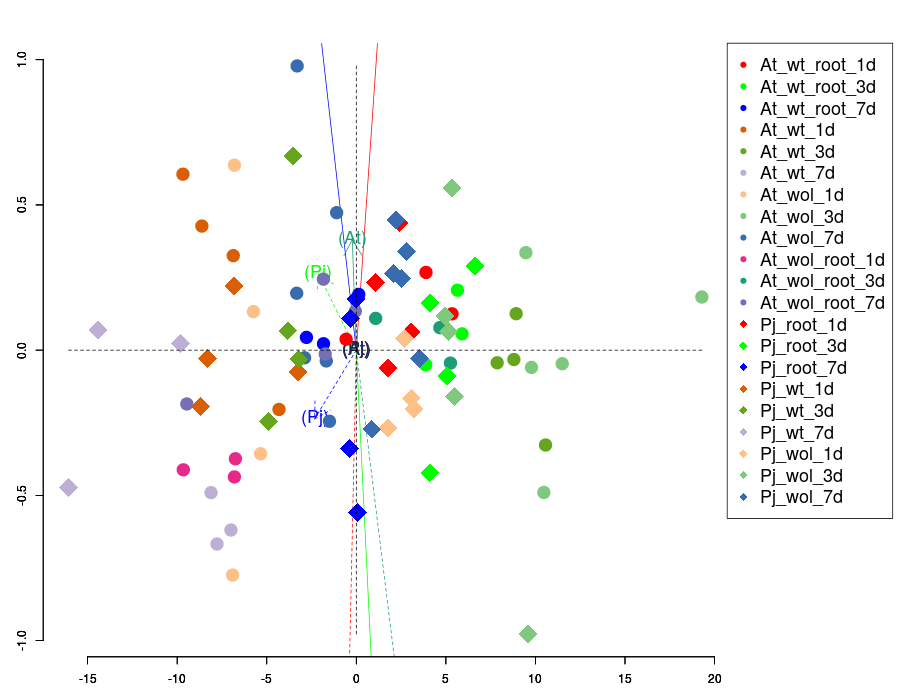 1.0
0.5
0.0
-0.5
-1.0
-15
-10
-5
0
5
10
15
20
(At)
(Pj)
(Pj)
At_wt_root_1d
At_wt_root_3d
At_wt_root_7d
At_wt_1d
At_wt_3d
At_wt_7d
At_wol_1d
At_wol_3d
At_wol_7d
At_wol_root_1d
At_wol_root_3d
At_wol_root_7d
Pj_root_1d
Pj_root_3d
Pj_root_7d
Pj_wt_1d
Pj_wt_3d
Pj_wt_7d
Pj_wol_1d
Pj_wol_3d
Pj_wol_7d